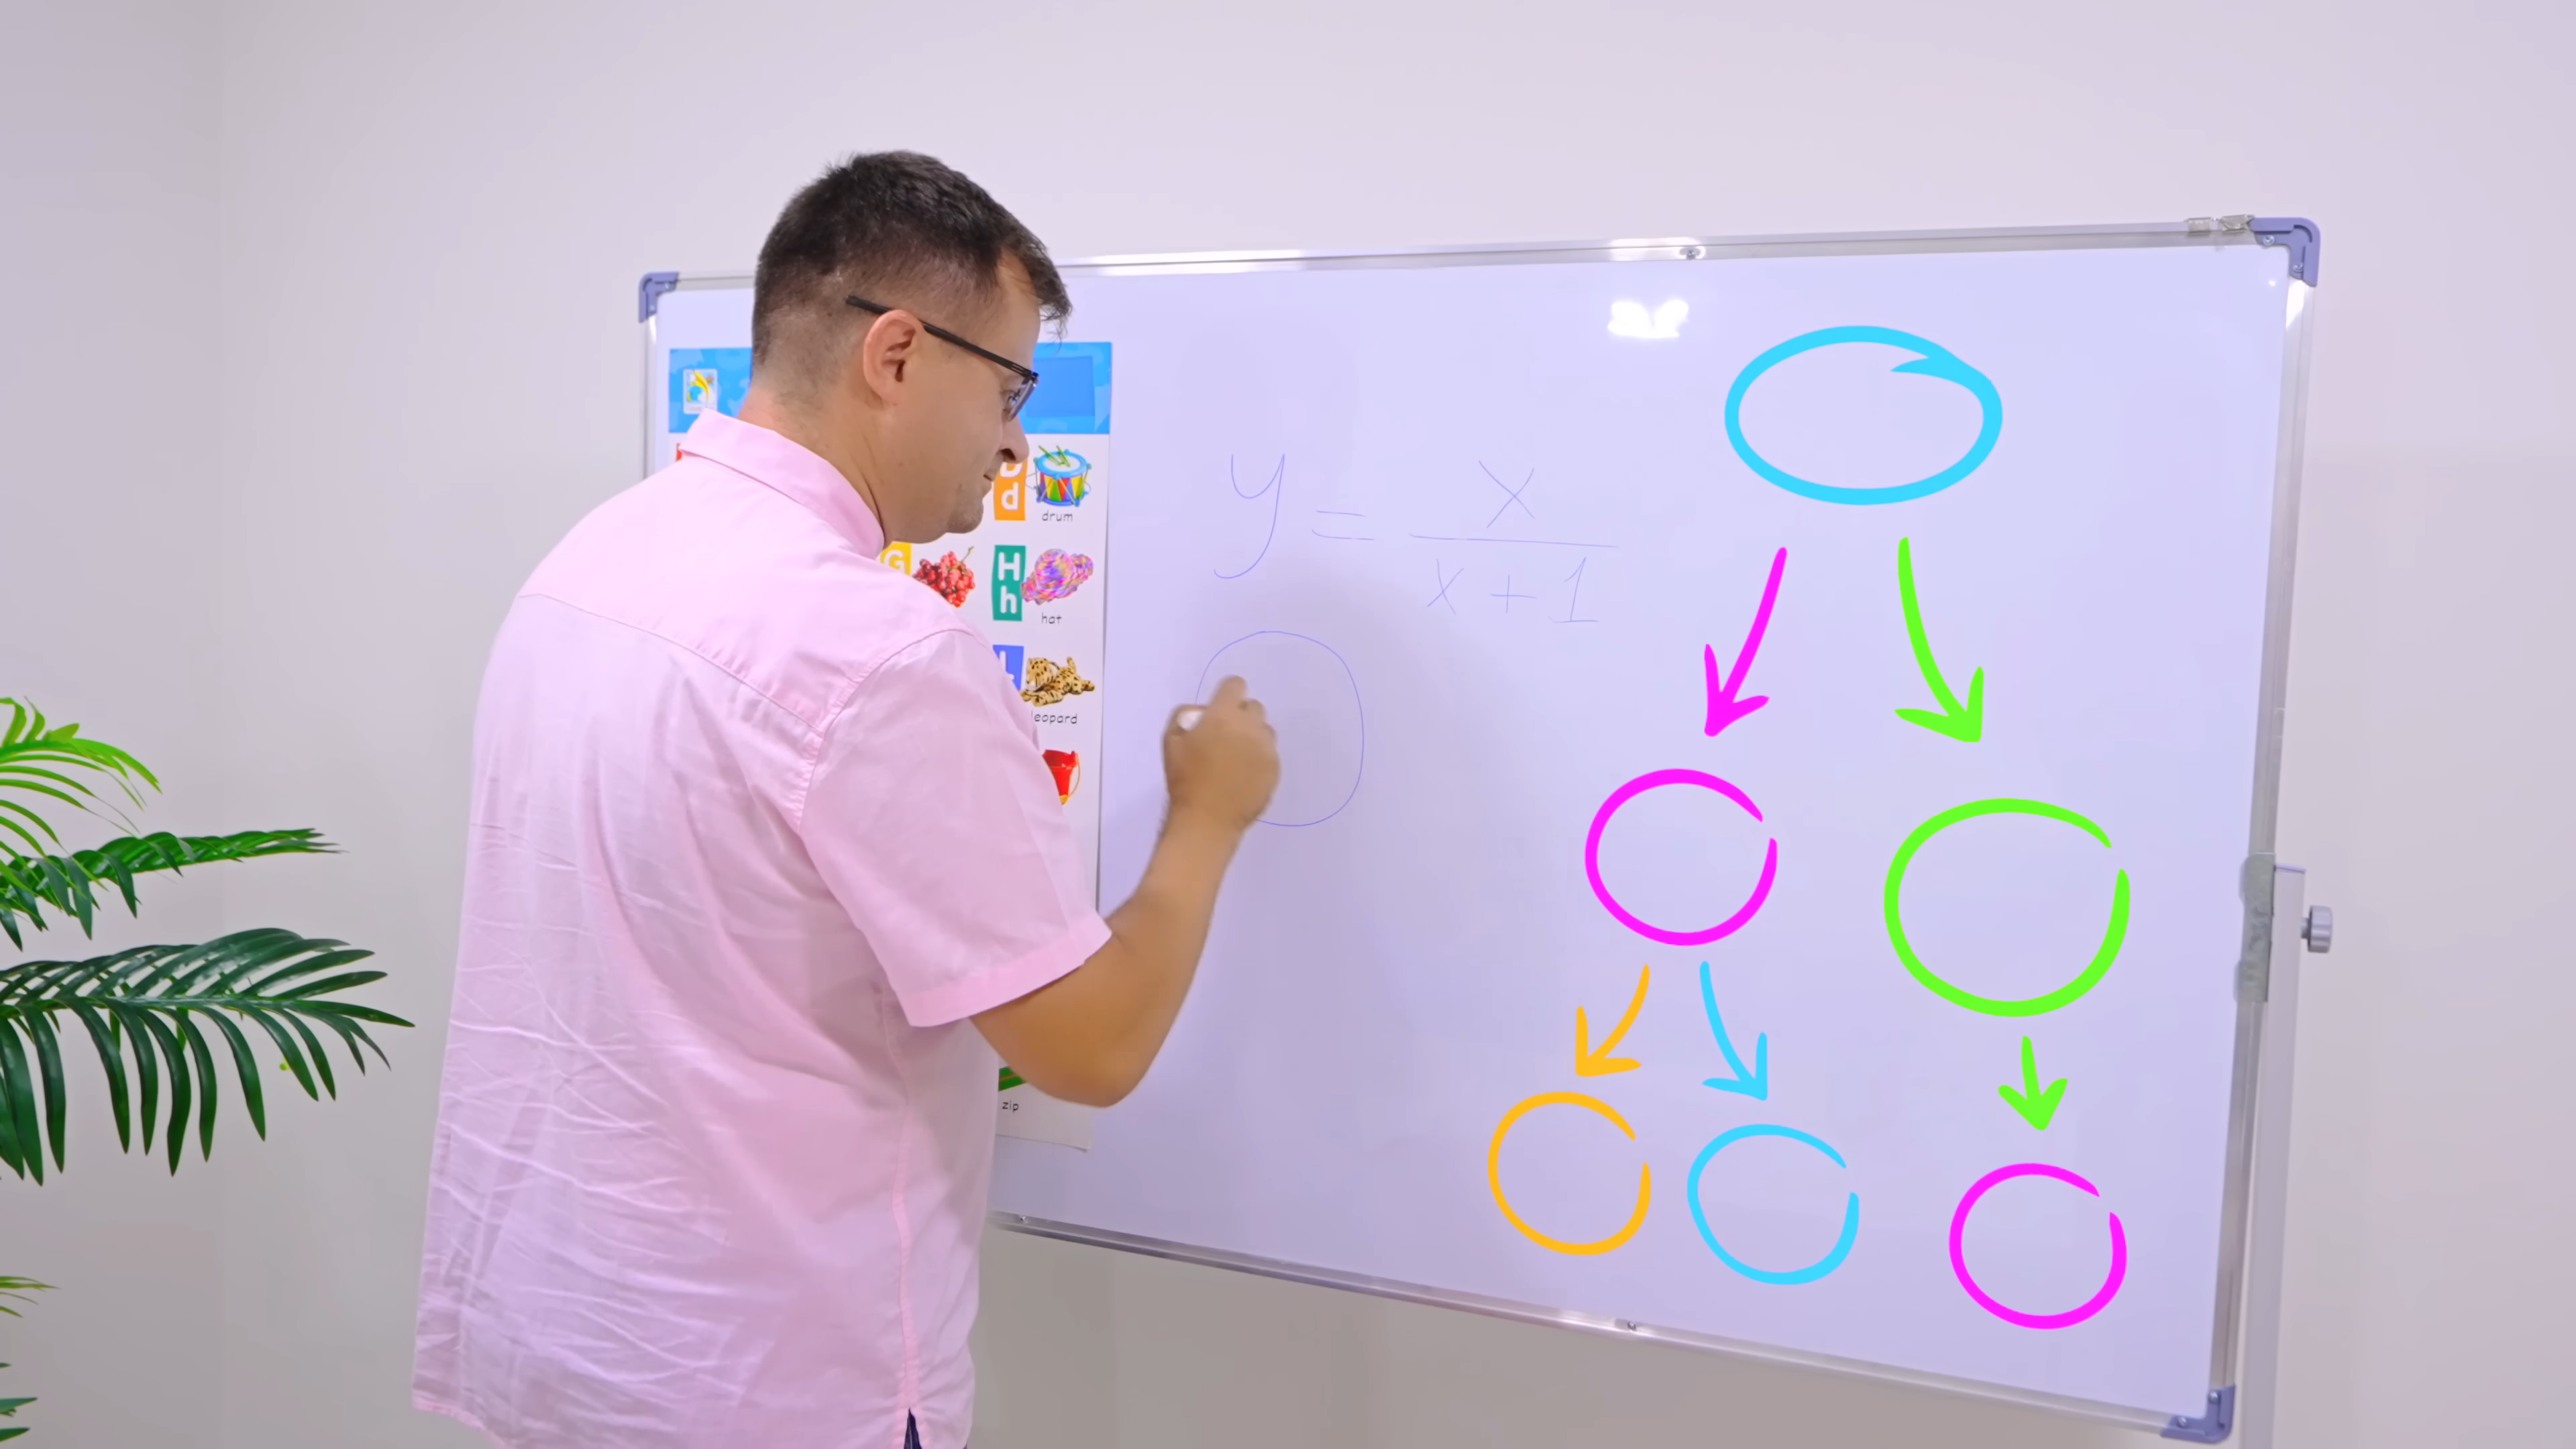 D
d
drum
G
H
h
hat
L
leopard
zip
y = x
x + 1